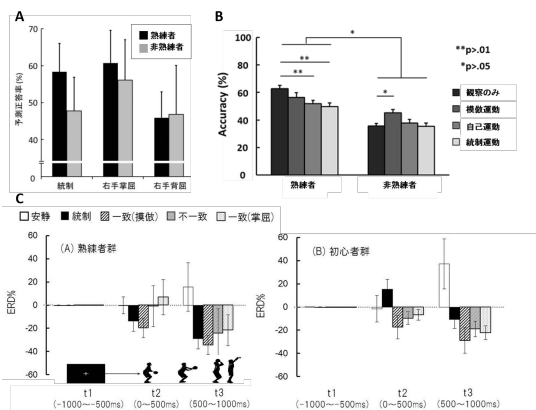 A
熟練者
非熟練者
予測正答率(%)
70
60
50
40
0
統制
右手掌屈
右手背屈
B
Accuracy (%)
100
80
60
40
20
0
*
**
**
*
**p>.01
*p>.05
観察のみ
模倣運動
自己運動
統制運動
熟練者
非熟練者
C
安静
統制
一致(摸倣)
不一致
一致(掌屈)
(A) 熟練者群
ERD%
60
40
20
0
-20
-40
-60
t1
(-1000~-500ms)
t2
(0~500ms)
t3
(500~1000ms)
(B) 初心者群
ERD%
60
40
20
0
-20
-40
-60
t1
(-1000~-500ms)
t2
(0~500ms)
t3
(500~1000ms)